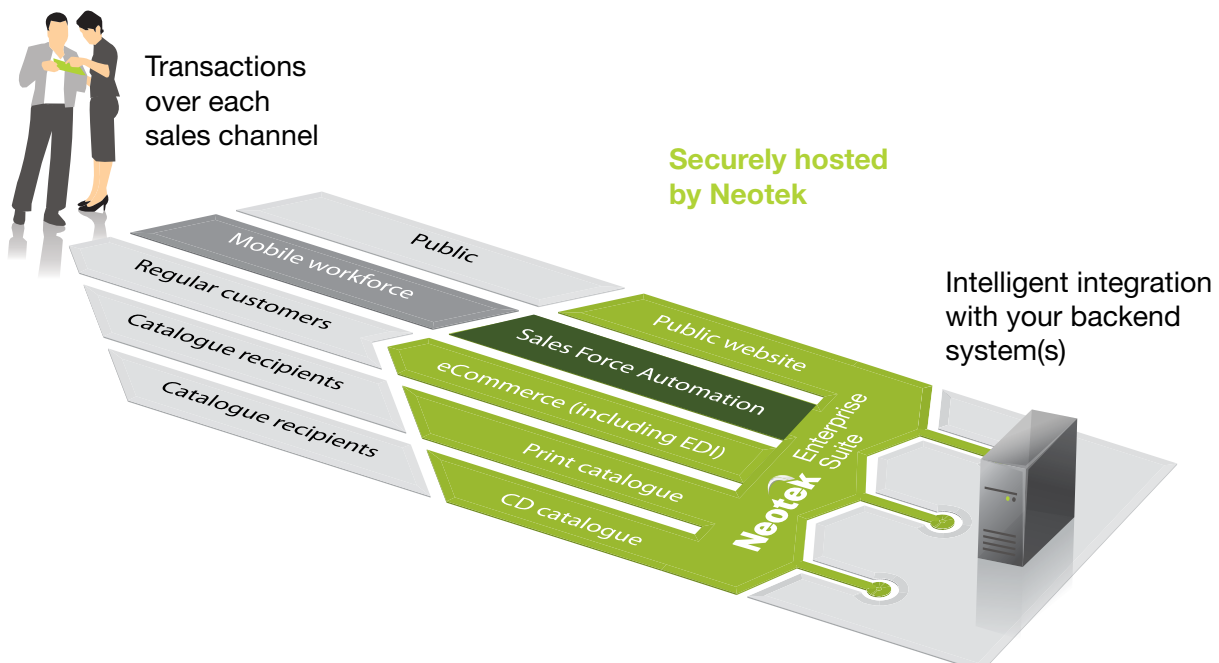 Transactions
over each
sales channel
Securely hosted
by Neotek
Public
Mobile workforce
Regular customers
Catalogue recipients
Catalogue recipients
Public website
Sales Force Automation
eCommerce (including EDI)
Print catalogue
CD catalogue
Neotek
Enterprise
Suite
Intelligent integration
with your backend
system(s)